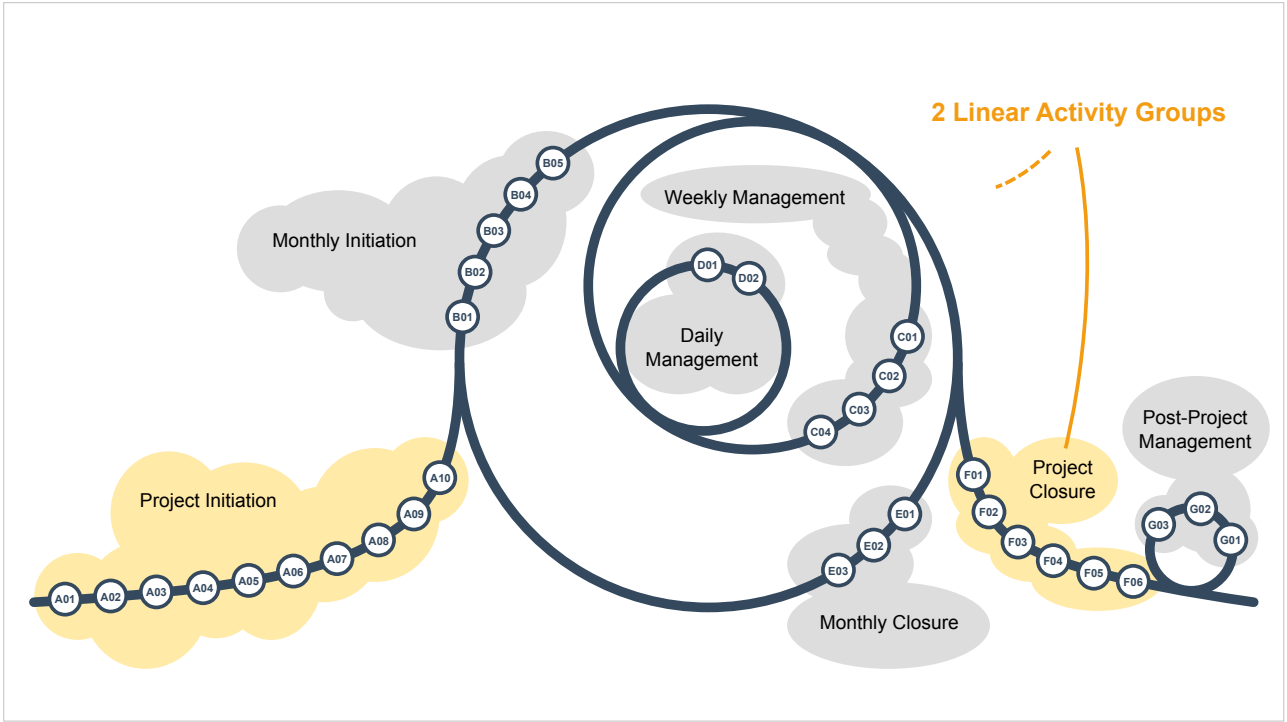 2 Linear Activity Groups
Weekly Management
Monthly Initiation
B05
B04
B03
B02
B01
D01
D02
Daily
Management
C01
C02
C03
C04
Project Initiation
A01
A02
A03
A04
A05
A06
A07
A08
A09
A10
E01
E02
E03
Monthly Closure
Project
Closure
F01
F02
F03
F04
F05
F06
Post-Project
Management
G03
G02
G01